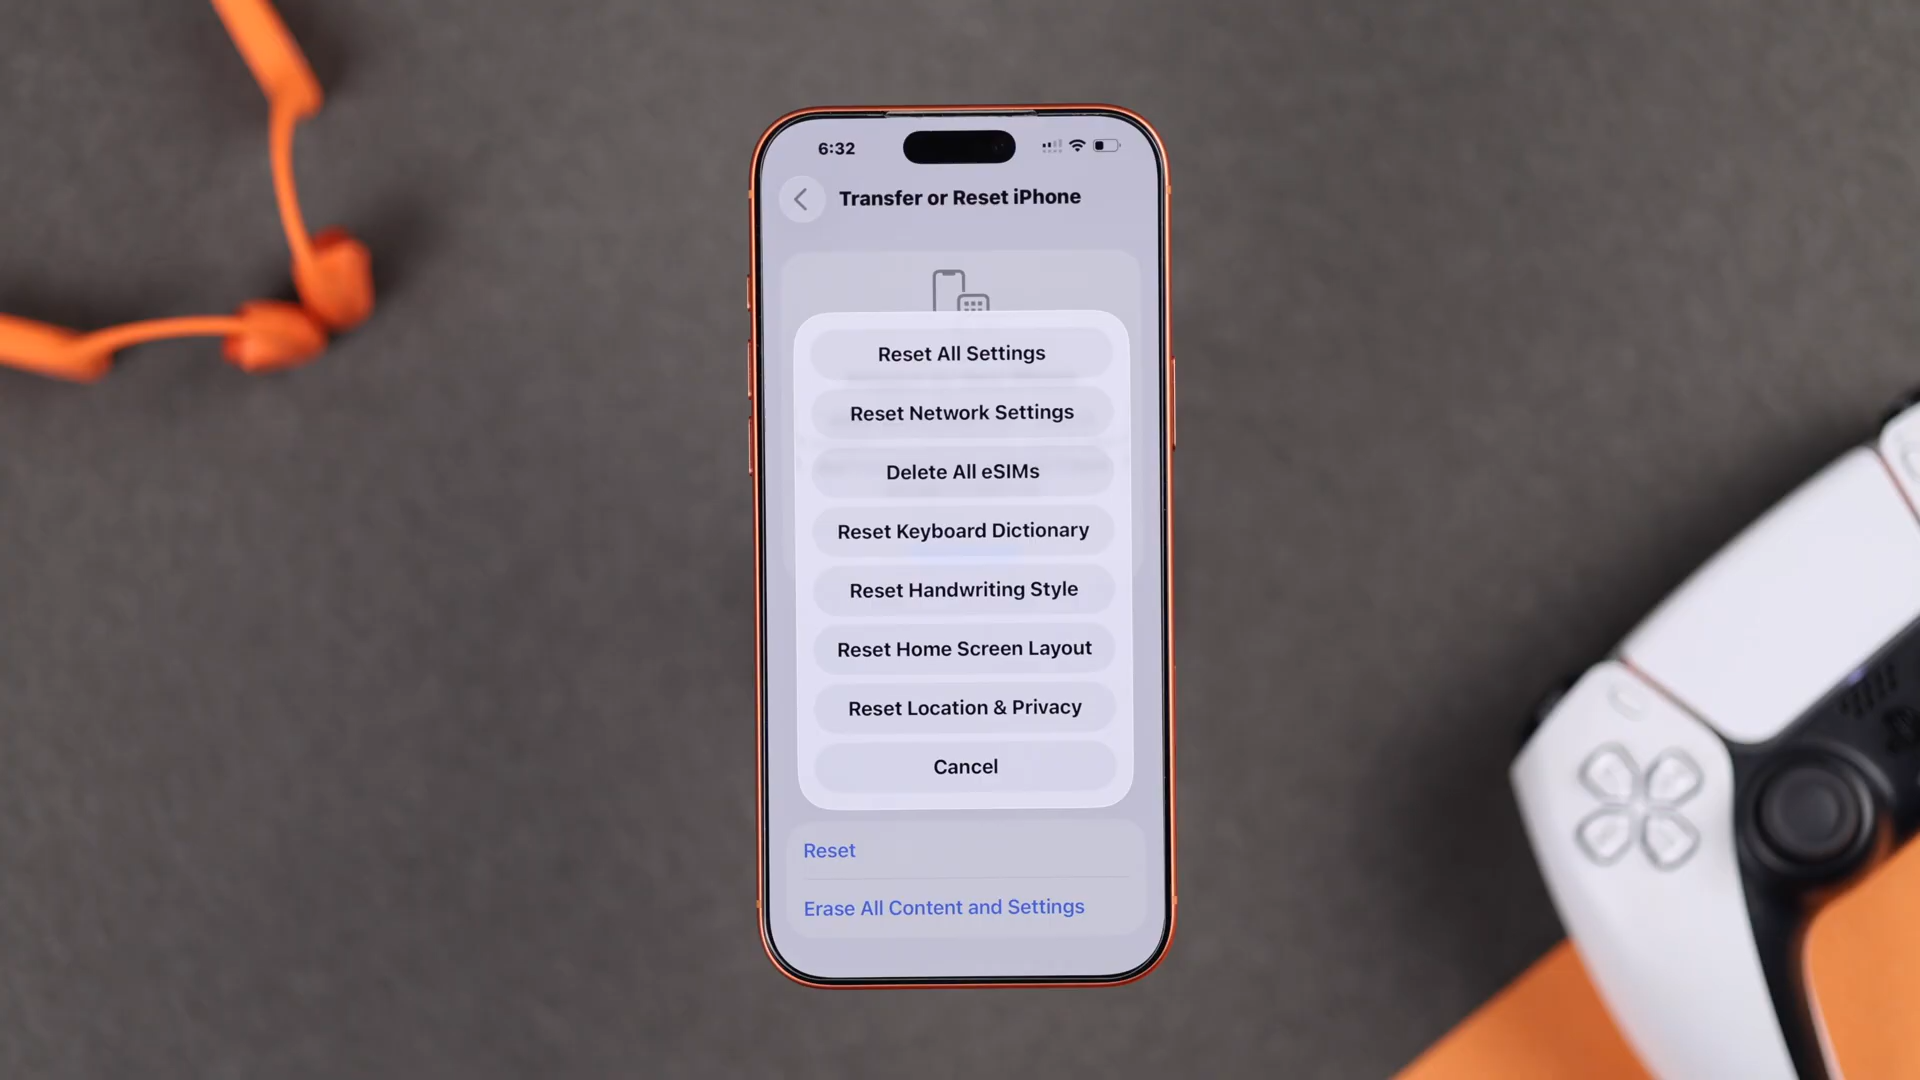 6:32
Transfer or Reset iPhone
Reset All Settings
Reset Network Settings
Delete All eSIMs
Reset Keyboard Dictionary
Reset Handwriting Style
Reset Home Screen Layout
Reset Location & Privacy
Cancel
Reset
Erase All Content and Settings